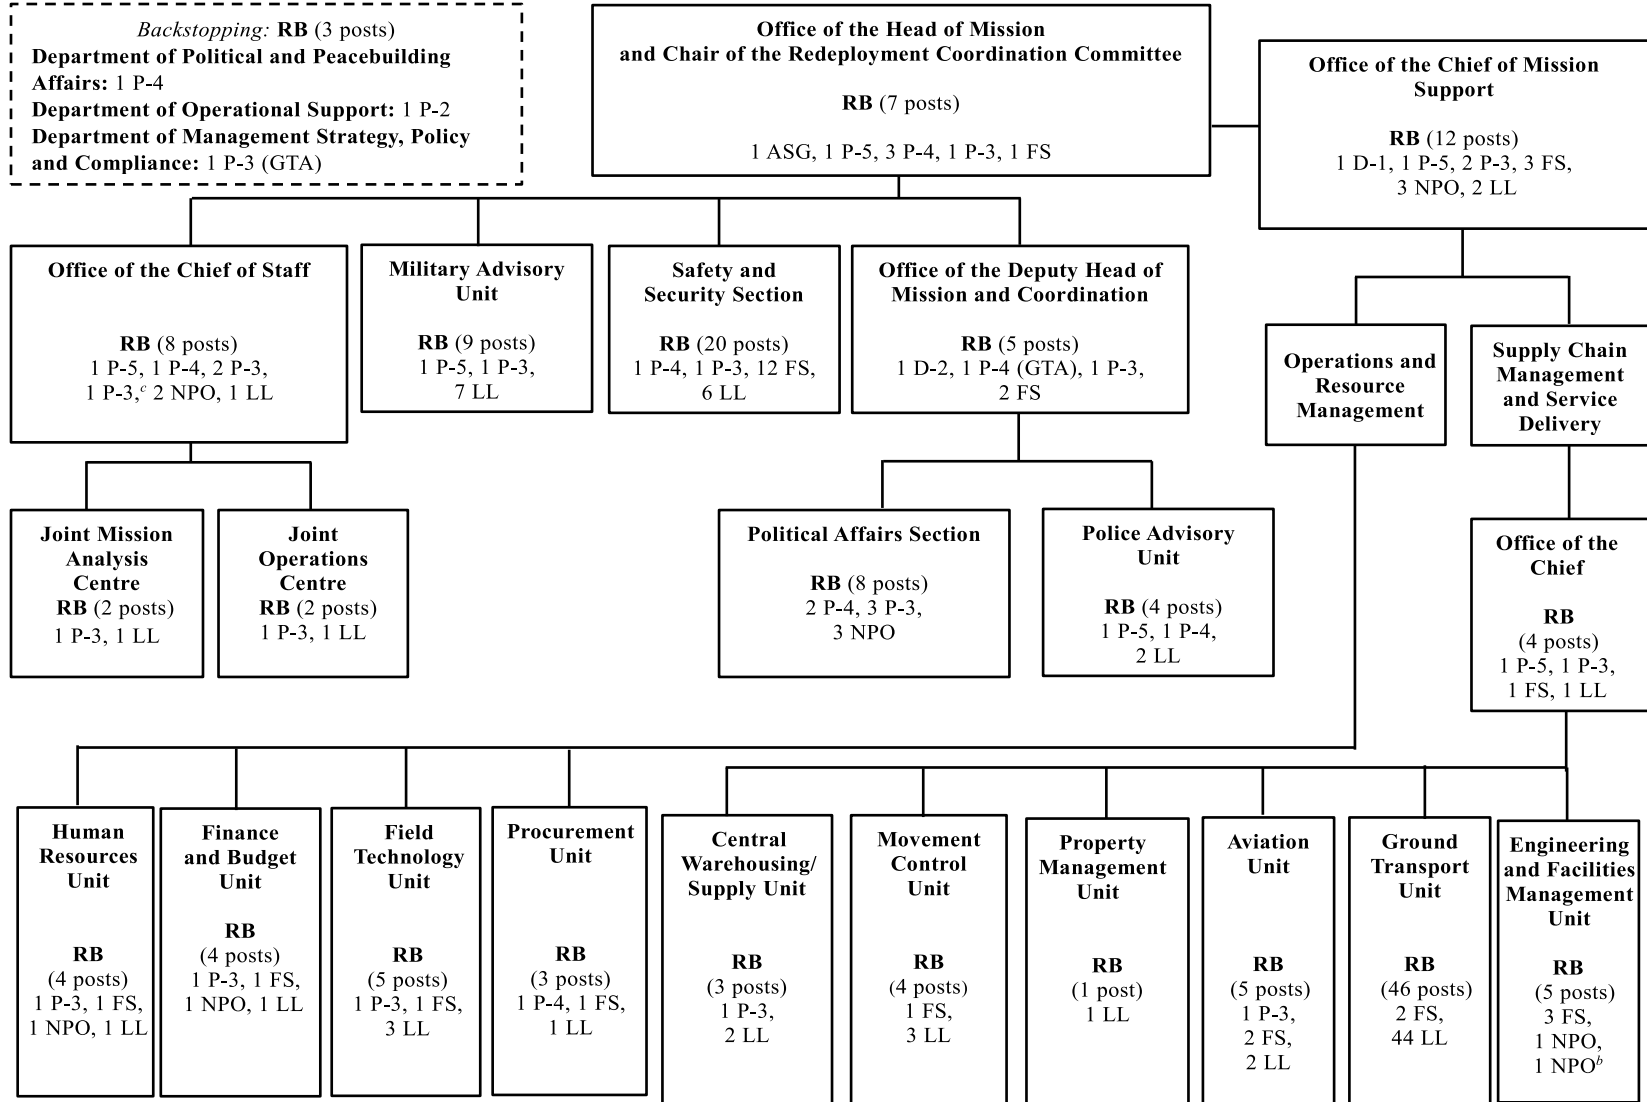 Backstopping: RB (3 posts)
Department of Political and Peacebuilding
Affairs: 1 P-4
Department of Operational Support: 1 P-2
Department of Management Strategy, Policy
and Compliance: 1 P-3 (GTA)
Office of the Head of Mission
and Chair of the Redeployment Coordination Committee
RB (7 posts)
1 ASG, 1 P-5, 3 P-4, 1 P-3, 1 FS
Office of the Chief of Mission
Support
RB (12 posts)
1 D-1, 1 P-5, 2 P-3, 3 FS,
3 NPO, 2 LL
Office of the Chief of Staff
RB (8 posts)
1 P-5, 1 P-4, 2 P-3,
1 P-3,c 2 NPO, 1 LL
Military Advisory
Unit
RB (9 posts)
1 P-5, 1 P-3,
7 LL
Safety and
Security Section
RB (20 posts)
1 P-4, 1 P-3, 12 FS,
6 LL
Office of the Deputy Head of
Mission and Coordination
RB (5 posts)
1 D-2, 1 P-4 (GTA), 1 P-3,
2 FS
Operations and
Resource
Management
Supply Chain
Management
and Service
Delivery
Joint Mission
Analysis
Centre
RB (2 posts)
1 P-3, 1 LL
Joint
Operations
Centre
RB (2 posts)
1 P-3, 1 LL
Political Affairs Section
RB (8 posts)
2 P-4, 3 P-3,
3 NPO
Police Advisory
Unit
RB (4 posts)
1 P-5, 1 P-4,
2 LL
Office of the
Chief
RB
(4 posts)
1 P-5, 1 P-3,
1 FS, 1 LL
Human
Resources
Unit
RB
(4 posts)
1 P-3, 1 FS,
1 NPO, 1 LL
Finance
and Budget
Unit
RB
(4 posts)
1 P-3, 1 FS,
1 NPO, 1 LL
Field
Technology
Unit
RB
(5 posts)
1 P-3, 1 FS,
3 LL
Procurement
Unit
RB
(3 posts)
1 P-4, 1 FS,
1 LL
Central
Warehousing/
Supply Unit
RB
(3 posts)
1 P-3,
2 LL
Movement
Control
Unit
RB
(4 posts)
1 FS,
3 LL
Property
Management
Unit
RB
(1 post)
1 LL
Aviation
Unit
RB
(5 posts)
1 P-3,
2 FS,
2 LL
Ground
Transport
Unit
RB
(46 posts)
2 FS,
44 LL
Engineering
and Facilities
Management
Unit
RB
(5 posts)
3 FS,
1 NPO,
1 NPOb